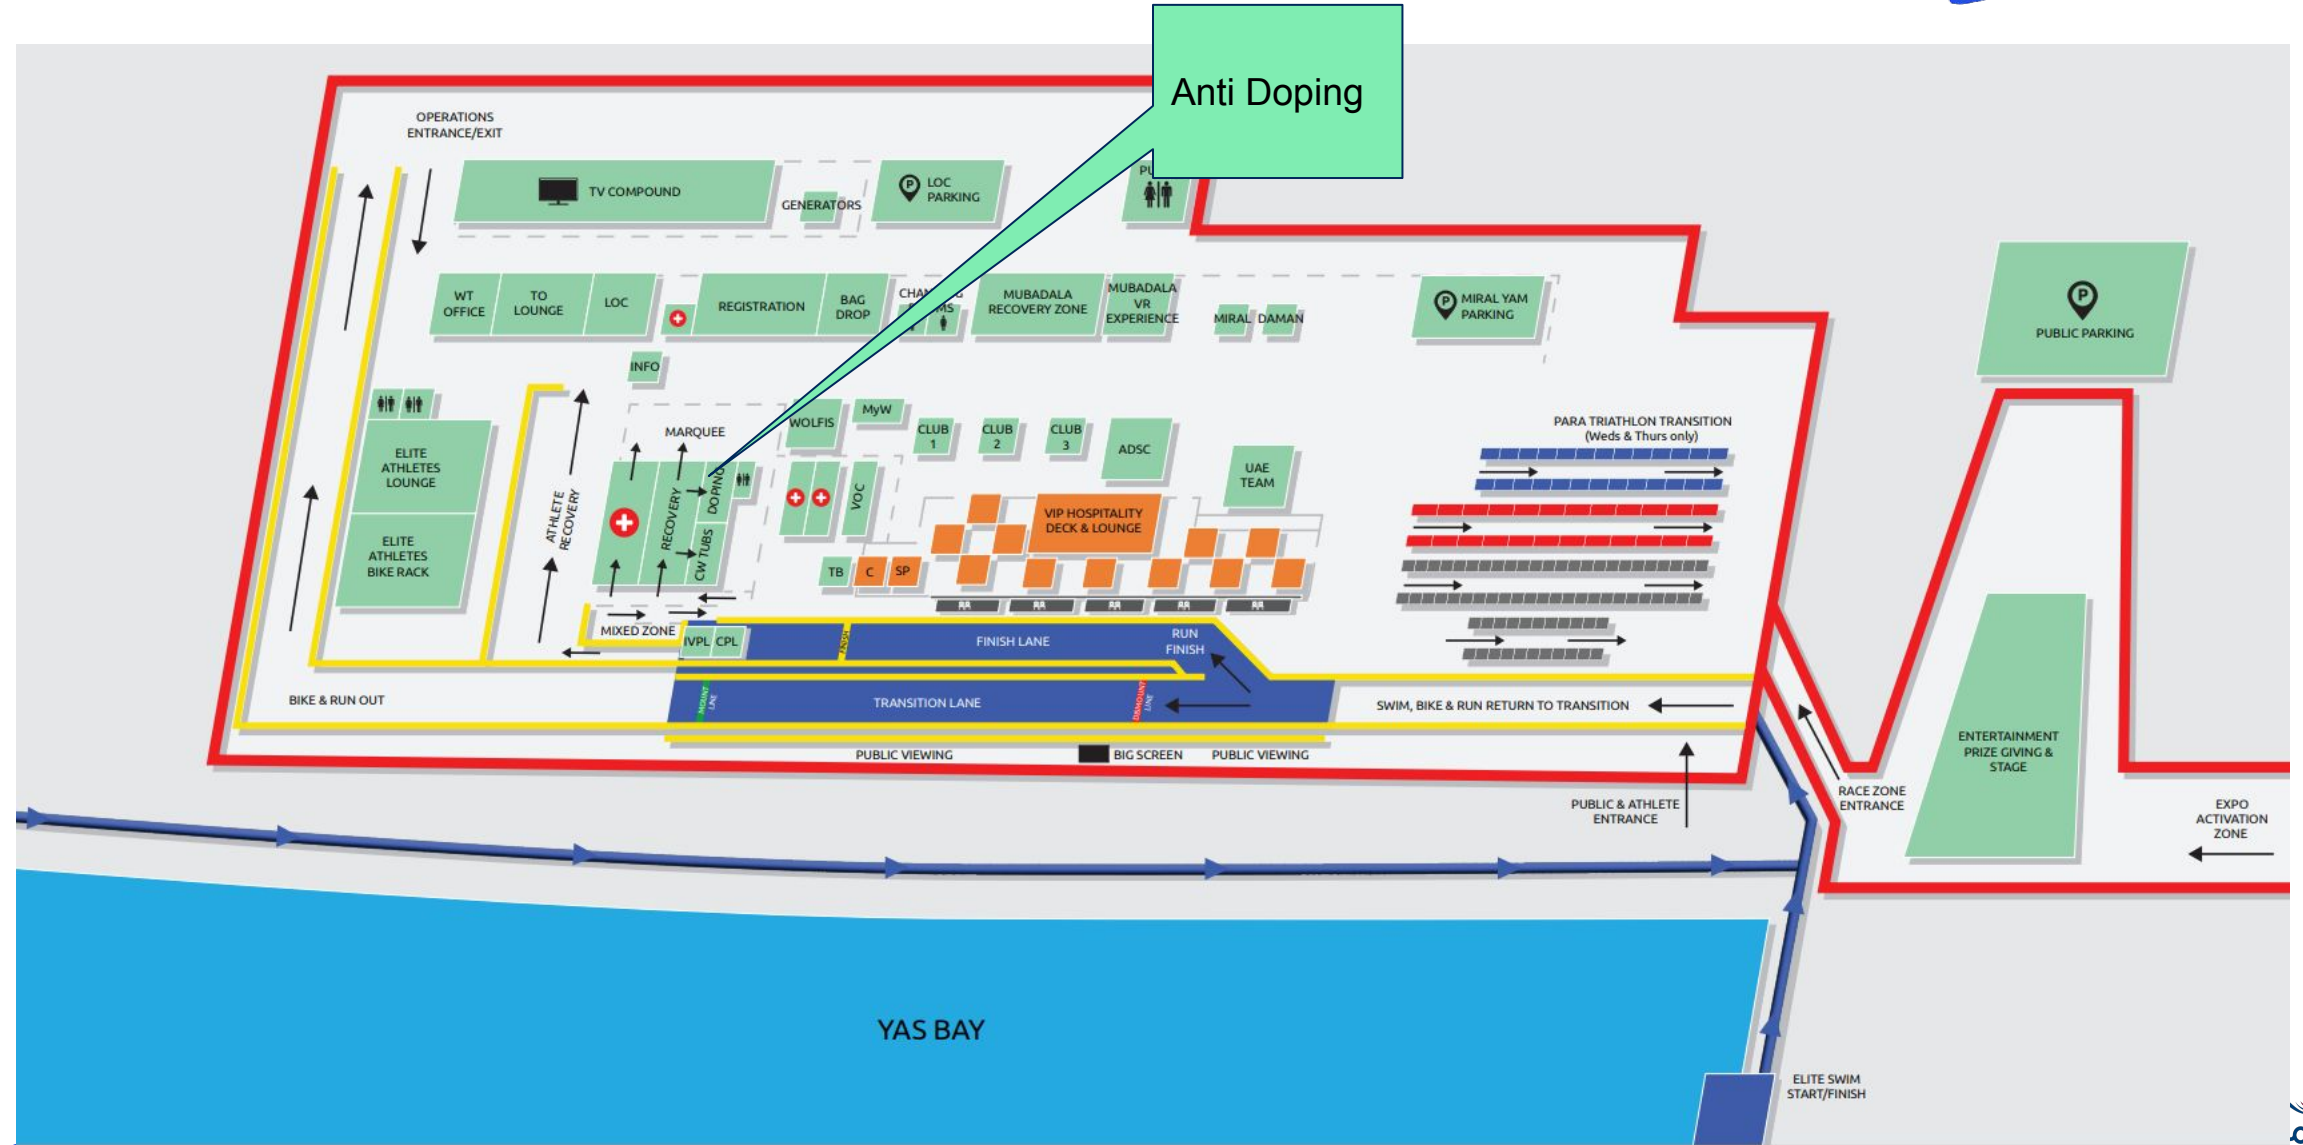 Anti Doping
OPERATIONS
ENTRANCE/EXIT
TV COMPOUND
GENERATORS
P
LOC
PARKING
WT
OFFICE
TO
LOUNGE
LOC
REGISTRATION
BAG
DROP
MUBADALA
RECOVERY ZONE
MUBADALA
VR
EXPERIENCE
MIRAL
DAMAN
P
MIRAL YAM
PARKING
P
PUBLIC PARKING
INFO
MARQUEE
WOLFIS
MyW
CLUB
1
CLUB
2
CLUB
3
ADSC
UAE
TEAM
PARA TRIATHLON TRANSITION
(Weds & Thurs only)
ELITE
ATHLETES
LOUNGE
ELITE
ATHLETES
BIKE RACK
ATHLETE
RECOVERY
RECOVERY
DOPING
CW TUBS
VOC
VIP HOSPITALITY
DECK & LOUNGE
TB
C
SP
MIXED ZONE
IVPL
CPL
FINISH
FINISH LANE
RUN
FINISH
BIKE & RUN OUT
MOUNT
LINE
TRANSITION LANE
DISMOUNT
LINE
SWIM, BIKE & RUN RETURN TO TRANSITION
PUBLIC VIEWING
BIG SCREEN
PUBLIC VIEWING
ENTERTAINMENT
PRIZE GIVING &
STAGE
PUBLIC & ATHLETE
ENTRANCE
RACE ZONE
ENTRANCE
EXPO
ACTIVATION
ZONE
YAS BAY
ELITE SWIM
START/FINISH